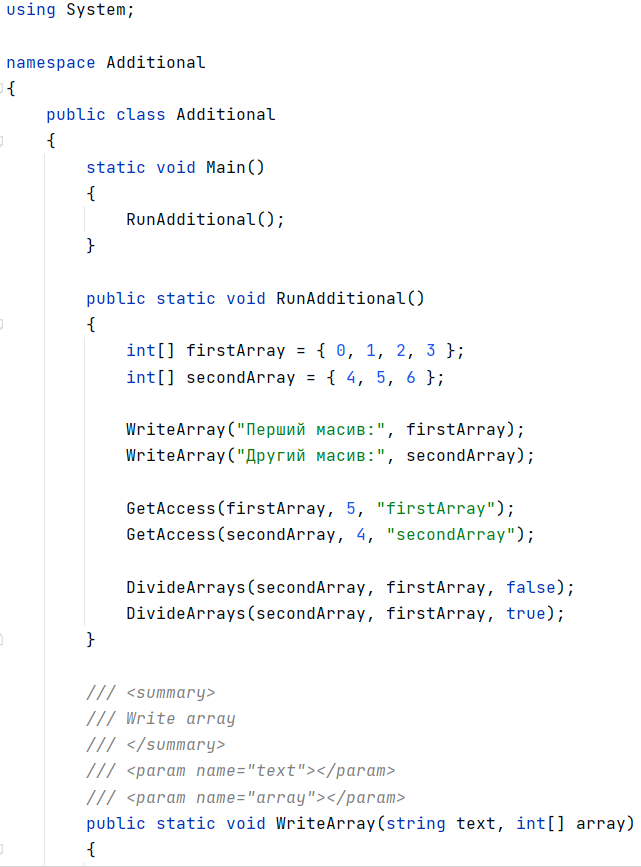 using System;
namespace Additional
{
public class Additional
{
static void Main()
{
RunAdditional();
}
public static void RunAdditional()
{
int[] firstArray = { 0, 1, 2, 3 };
int[] secondArray = { 4, 5, 6 };
WriteArray("Перший масив:", firstArray);
WriteArray("Другий масив:", secondArray);
GetAccess(firstArray, 5, "firstArray");
GetAccess(secondArray, 4, "secondArray");
DivideArrays(secondArray, firstArray, false);
DivideArrays(secondArray, firstArray, true);
}
/// <summary>
/// Write array
/// </summary>
/// <param name="text"></param>
/// <param name="array"></param>
public static void WriteArray(string text, int[] array)
{